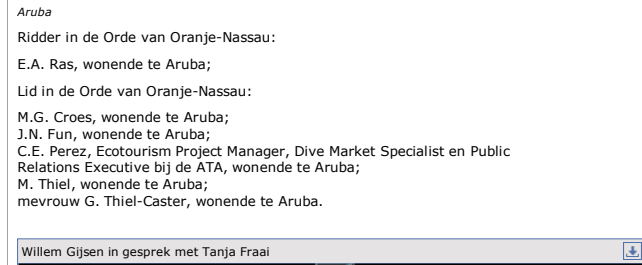 Aruba
Ridder in de Orde van Oranje-Nassau:
E.A. Ras, wonende te Aruba;
Lid in de Orde van Oranje-Nassau:
M.G. Croes, wonende te Aruba;
J.N. Fun, wonende te Aruba;
C.E. Perez, Ecotourism Project Manager, Dive Market Specialist en Public
Relations Executive bij de ATA, wonende te Aruba;
M. Thiel, wonende te Aruba;
mevrouw G. Thiel-Caster, wonende te Aruba.
Willem Gijsen in gesprek met Tanja Fraai